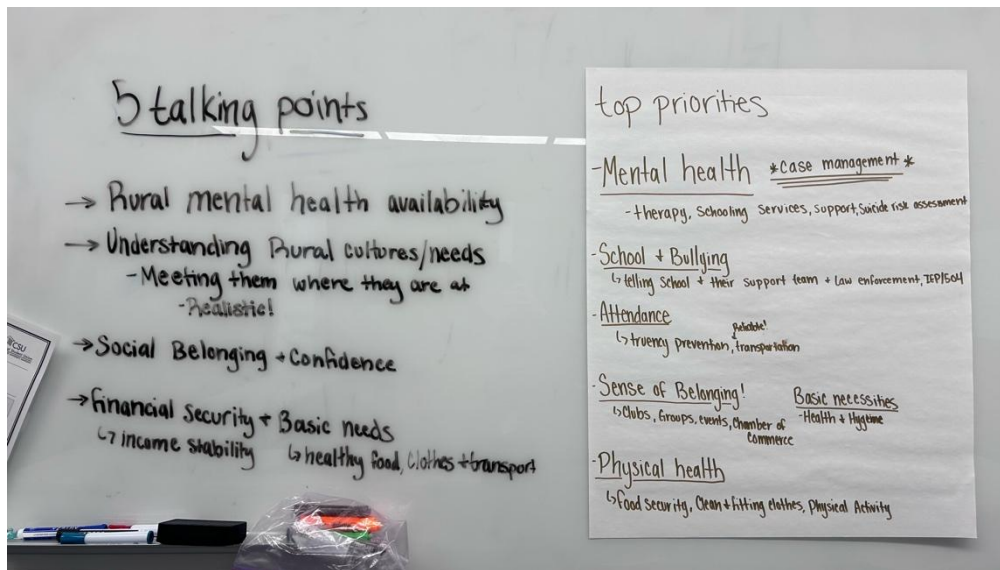 5 talking points
→ Rural mental health availability
→ Understanding Rural cultures/needs
- Meeting them where they are at
- Realistic!
→ Social Belonging + Confidence
→ financial security + Basic needs
↳ income stability
↳ healthy food, clothes + transport
CSU
top priorities
- Mental health *case management*
- therapy, Schooling Services, support, Suicide risk assesment
- School + Bullying
↳ telling School + their support team + Law enforcement, IEP/504
- Attendance
Reliable!
↳ truency prevention, transportation
- Sense of Belonging!
↳ Clubs, Groups, events, Chamber of
Commerce
Basic necessities
- Health + Hygiene
- Physical health
↳ food security, Clean + fitting clothes, Physical Activity